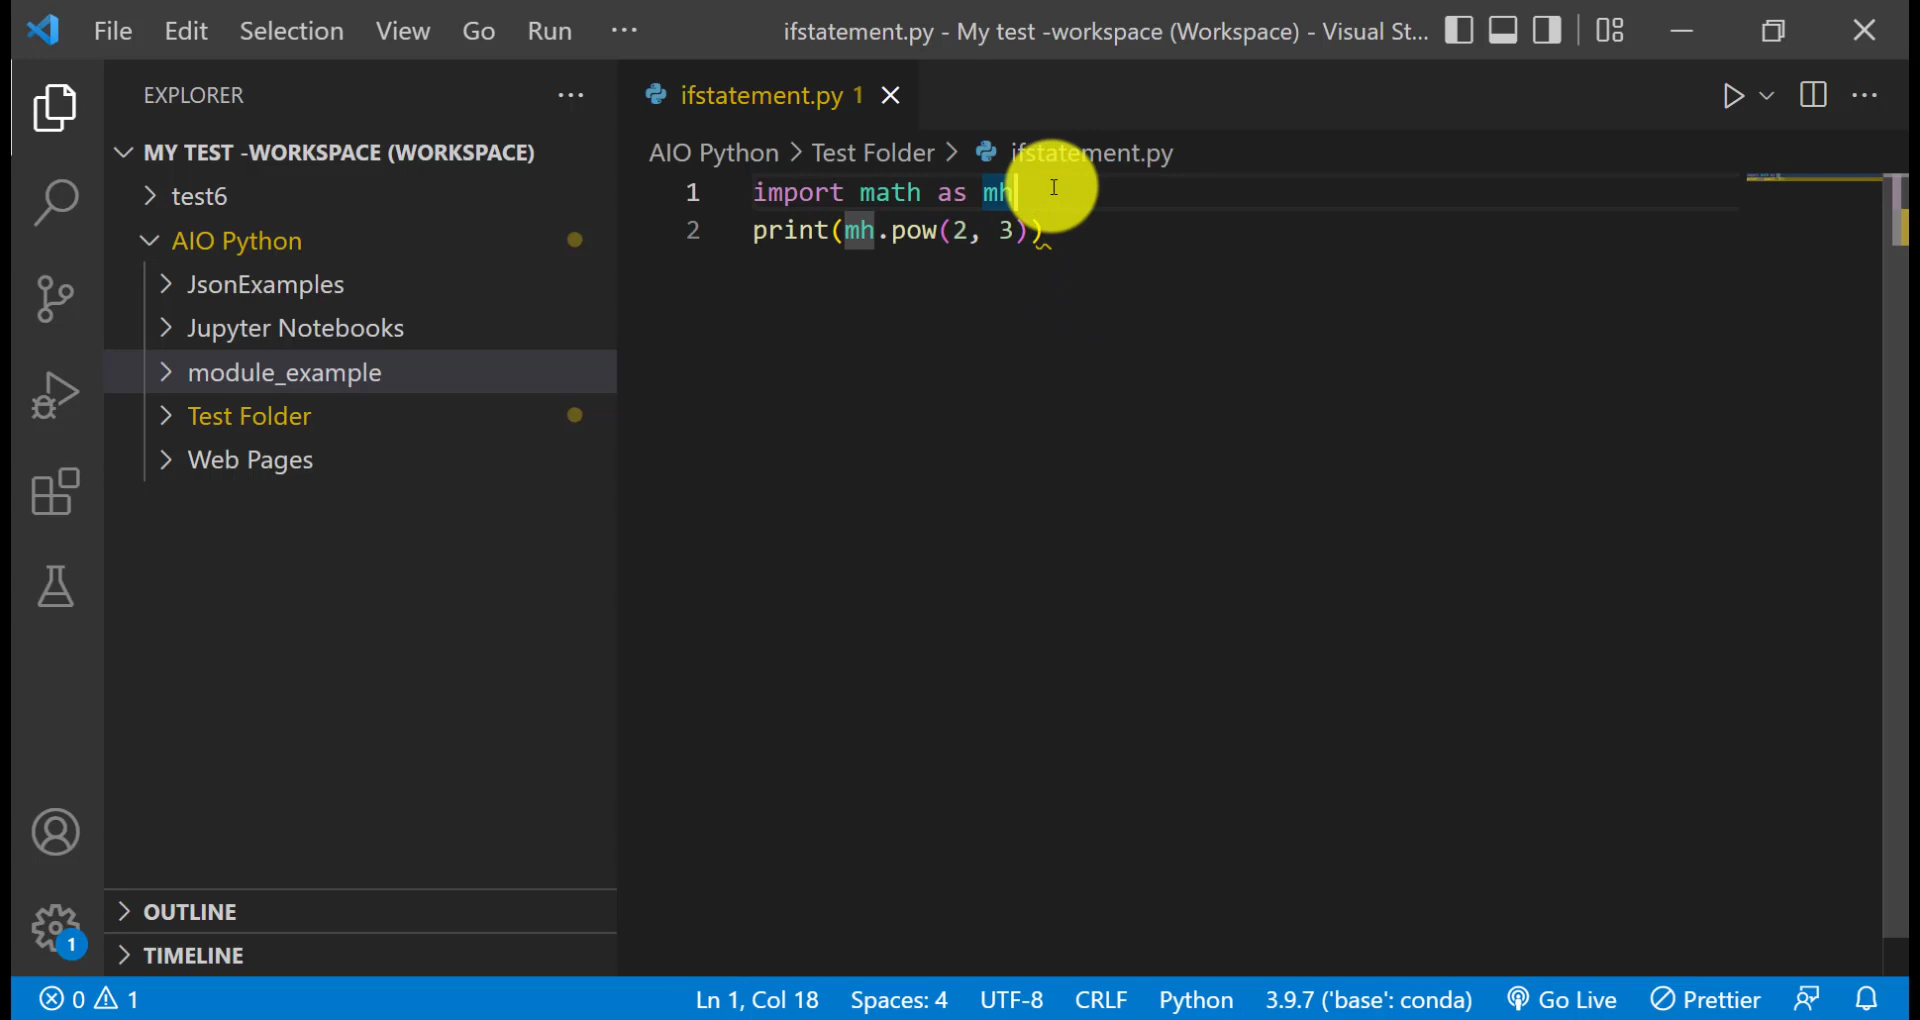 File Edit Selection View Go Run ···
ifstatement.py - My test -workspace (Workspace) - Visual St...
EXPLORER
MY TEST -WORKSPACE (WORKSPACE)
test6
AIO Python
JsonExamples
Jupyter Notebooks
module_example
Test Folder
Web Pages
OUTLINE
TIMELINE
ifstatement.py 1
AIO Python > Test Folder > ifstatement.py
1 import math as mh
2 print(mh.pow(2, 3))
1
0 1 Ln 1, Col 18 Spaces: 4 UTF-8 CRLF Python 3.9.7 ('base': conda) Go Live Prettier